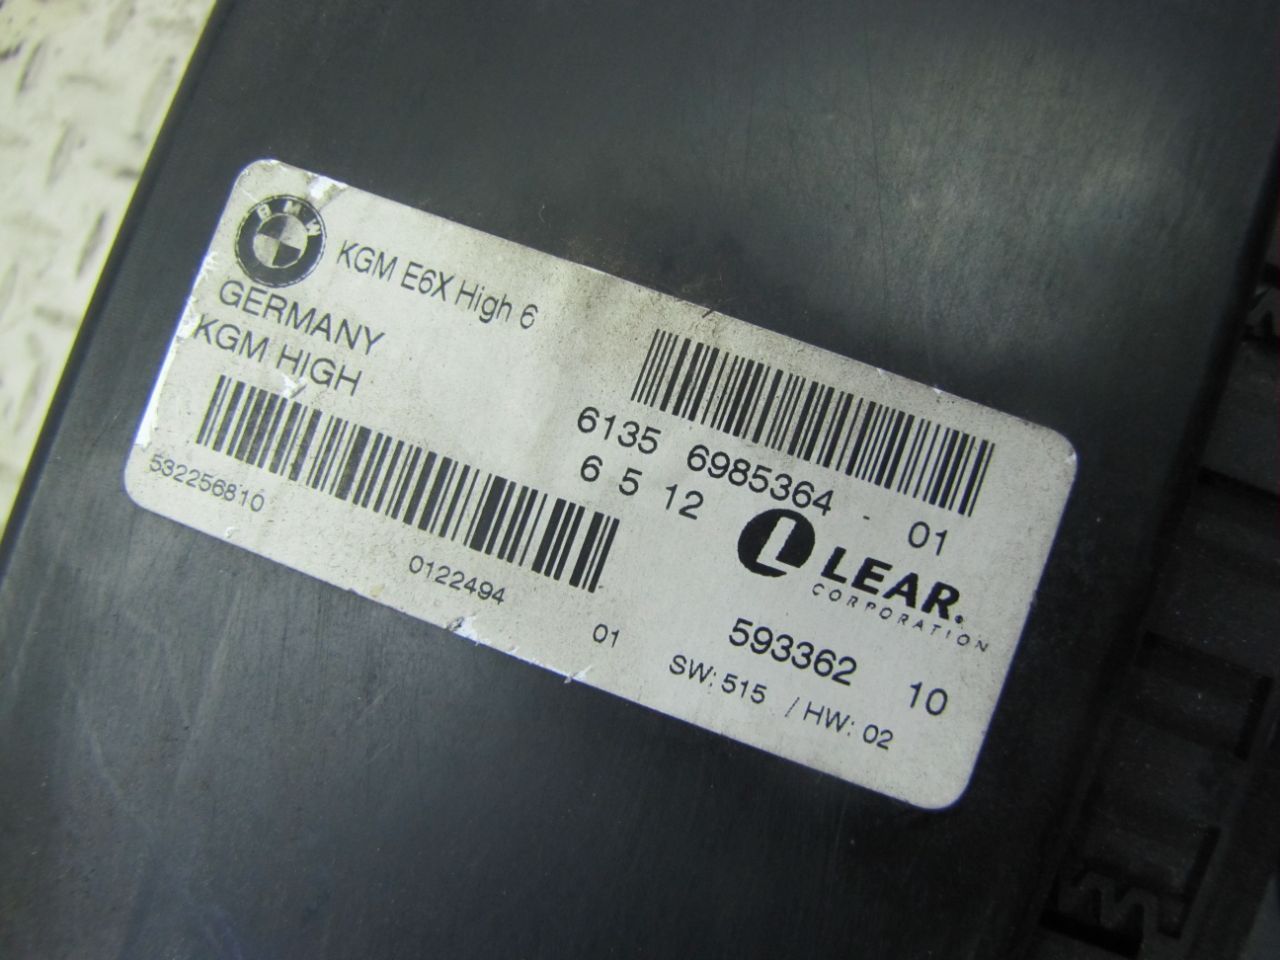 BMW
KGM E6X High 6
GERMANY
KGM HIGH
6135 6985364 - 01
6 5 12
532256810
0122494
01
L LEAR®
CORPORATION
593362 10
SW: 515 / HW: 02